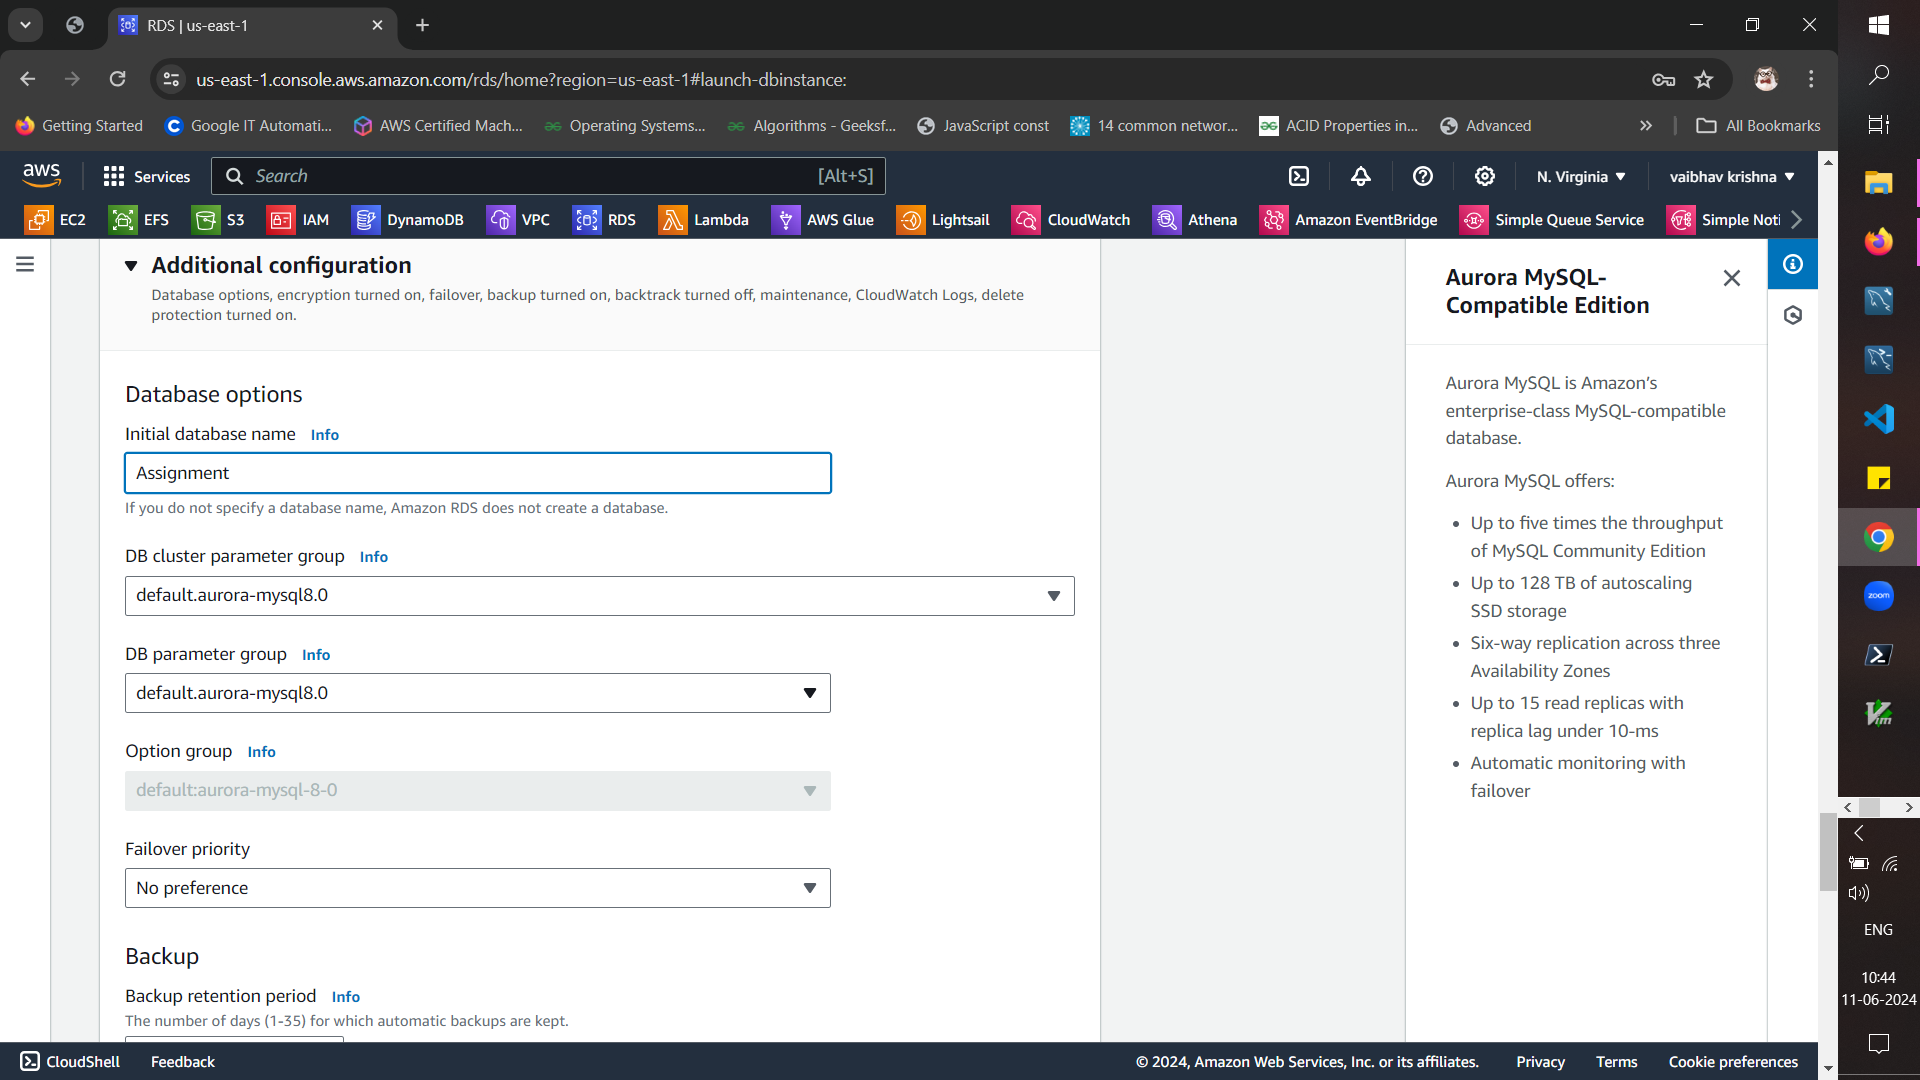 RDS | us-east-1
us-east-1.console.aws.amazon.com/rds/home?region=us-east-1#launch-dbinstance:
Getting Started
Google IT Automati...
AWS Certified Mach...
Operating Systems...
Algorithms - Geeksf...
JavaScript const
14 common networ...
ACID Properties in...
Advanced
All Bookmarks
aws
Services
Search
[Alt+S]
N. Virginia
vaibhav krishna
EC2
EFS
S3
IAM
DynamoDB
VPC
RDS
Lambda
AWS Glue
Lightsail
CloudWatch
Athena
Amazon EventBridge
Simple Queue Service
Simple Noti
Additional configuration
Database options, encryption turned on, failover, backup turned on, backtrack turned off, maintenance, CloudWatch Logs, delete
protection turned on.
Database options
Initial database name Info
Assignment
If you do not specify a database name, Amazon RDS does not create a database.
DB cluster parameter group Info
default.aurora-mysql8.0
DB parameter group Info
default.aurora-mysql8.0
Option group Info
default:aurora-mysql-8-0
Failover priority
No preference
Backup
Backup retention period Info
The number of days (1-35) for which automatic backups are kept.
Aurora MySQL-
Compatible Edition
Aurora MySQL is Amazon's
enterprise-class MySQL-compatible
database.
Aurora MySQL offers:
• Up to five times the throughput
of MySQL Community Edition
• Up to 128 TB of autoscaling
SSD storage
• Six-way replication across three
Availability Zones
• Up to 15 read replicas with
replica lag under 10-ms
• Automatic monitoring with
failover
zoom
Vim
ENG
10:44
11-06-2024
CloudShell
Feedback
© 2024, Amazon Web Services, Inc. or its affiliates.
Privacy
Terms
Cookie preferences